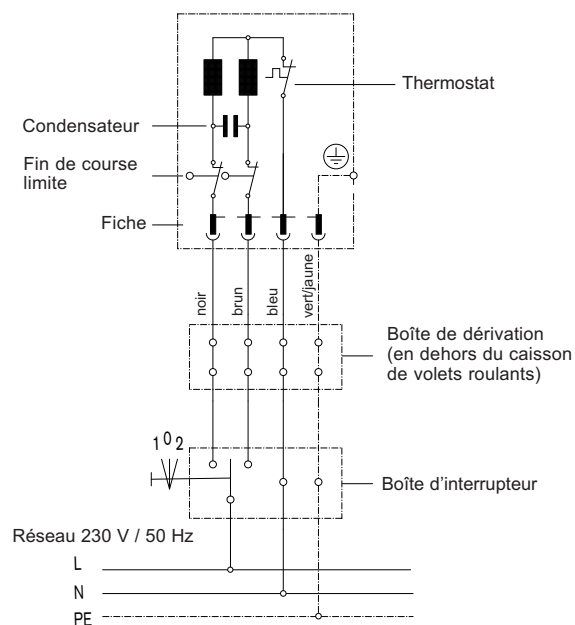 Thermostat
Condensateur
Fin de course
limite
Fiche
noir
brun
bleu
vert/jaune
Boîte de dérivation
(en dehors du caisson
de volets roulants)
1 0 2
Boîte d'interrupteur
Réseau 230 V / 50 Hz
L
N
PE